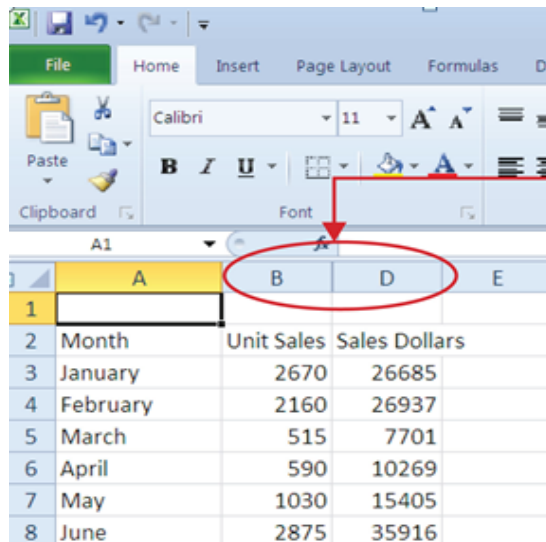 File Home Insert Page Layout Formulas D
Calibri 11 A A
Paste B I U A
Clipboard Font
A1 fx
A B D E
1
2 Month Unit Sales Sales Dollars
3 January 2670 26685
4 February 2160 26937
5 March 515 7701
6 April 590 10269
7 May 1030 15405
8 June 2875 35916